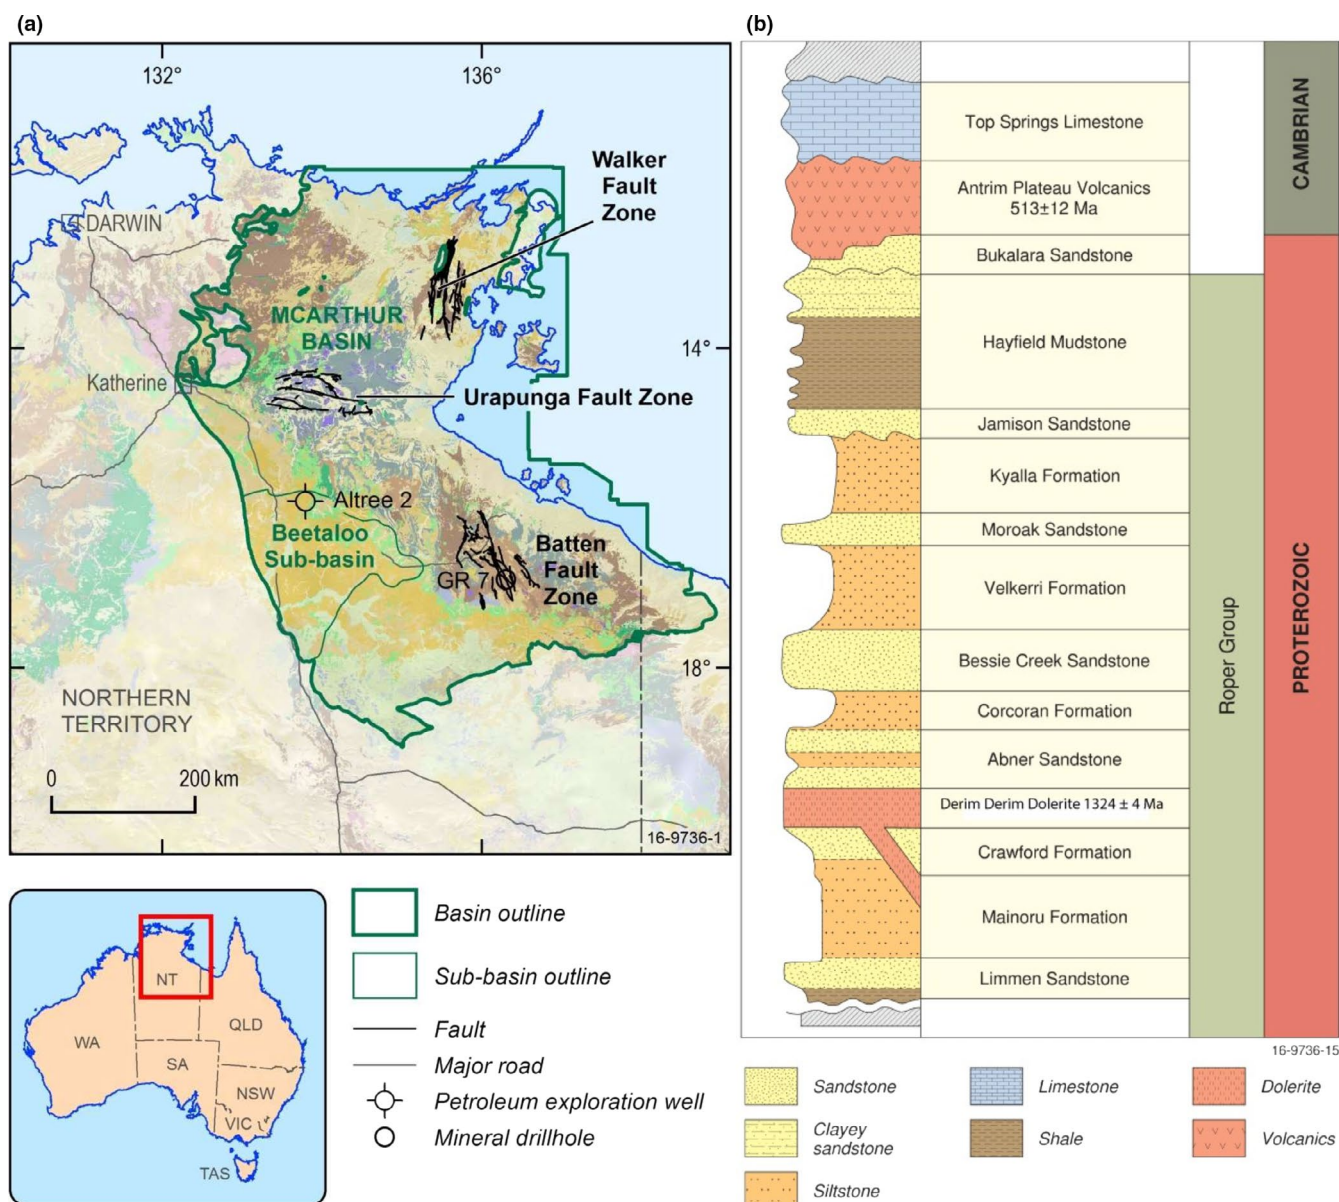 (a)
132°
136°
Walker
Fault
Zone
DARWIN
MCARTHUR
BASIN
14°
Katherine
Urapunga Fault Zone
Altree 2
Beetaloo
Sub-basin
Batten
Fault
Zone
GR 7
18°
NORTHERN
TERRITORY
0 200 km
16-9736-1
NT
WA
QLD
SA
NSW
VIC
TAS
Basin outline
Sub-basin outline
Fault
Major road
Petroleum exploration well
Mineral drillhole
(b)
Top Springs Limestone
Antrim Plateau Volcanics
513±12 Ma
Bukalara Sandstone
Hayfield Mudstone
Jamison Sandstone
Kyalla Formation
Moroak Sandstone
Velkerri Formation
Bessie Creek Sandstone
Corcoran Formation
Abner Sandstone
Derim Derim Dolerite 1324 ± 4 Ma
Crawford Formation
Mainoru Formation
Limmen Sandstone
Roper Group
CAMBRIAN
PROTEROZOIC
16-9736-15
Sandstone
Clayey
sandstone
Siltstone
Limestone
Shale
Dolerite
Volcanics